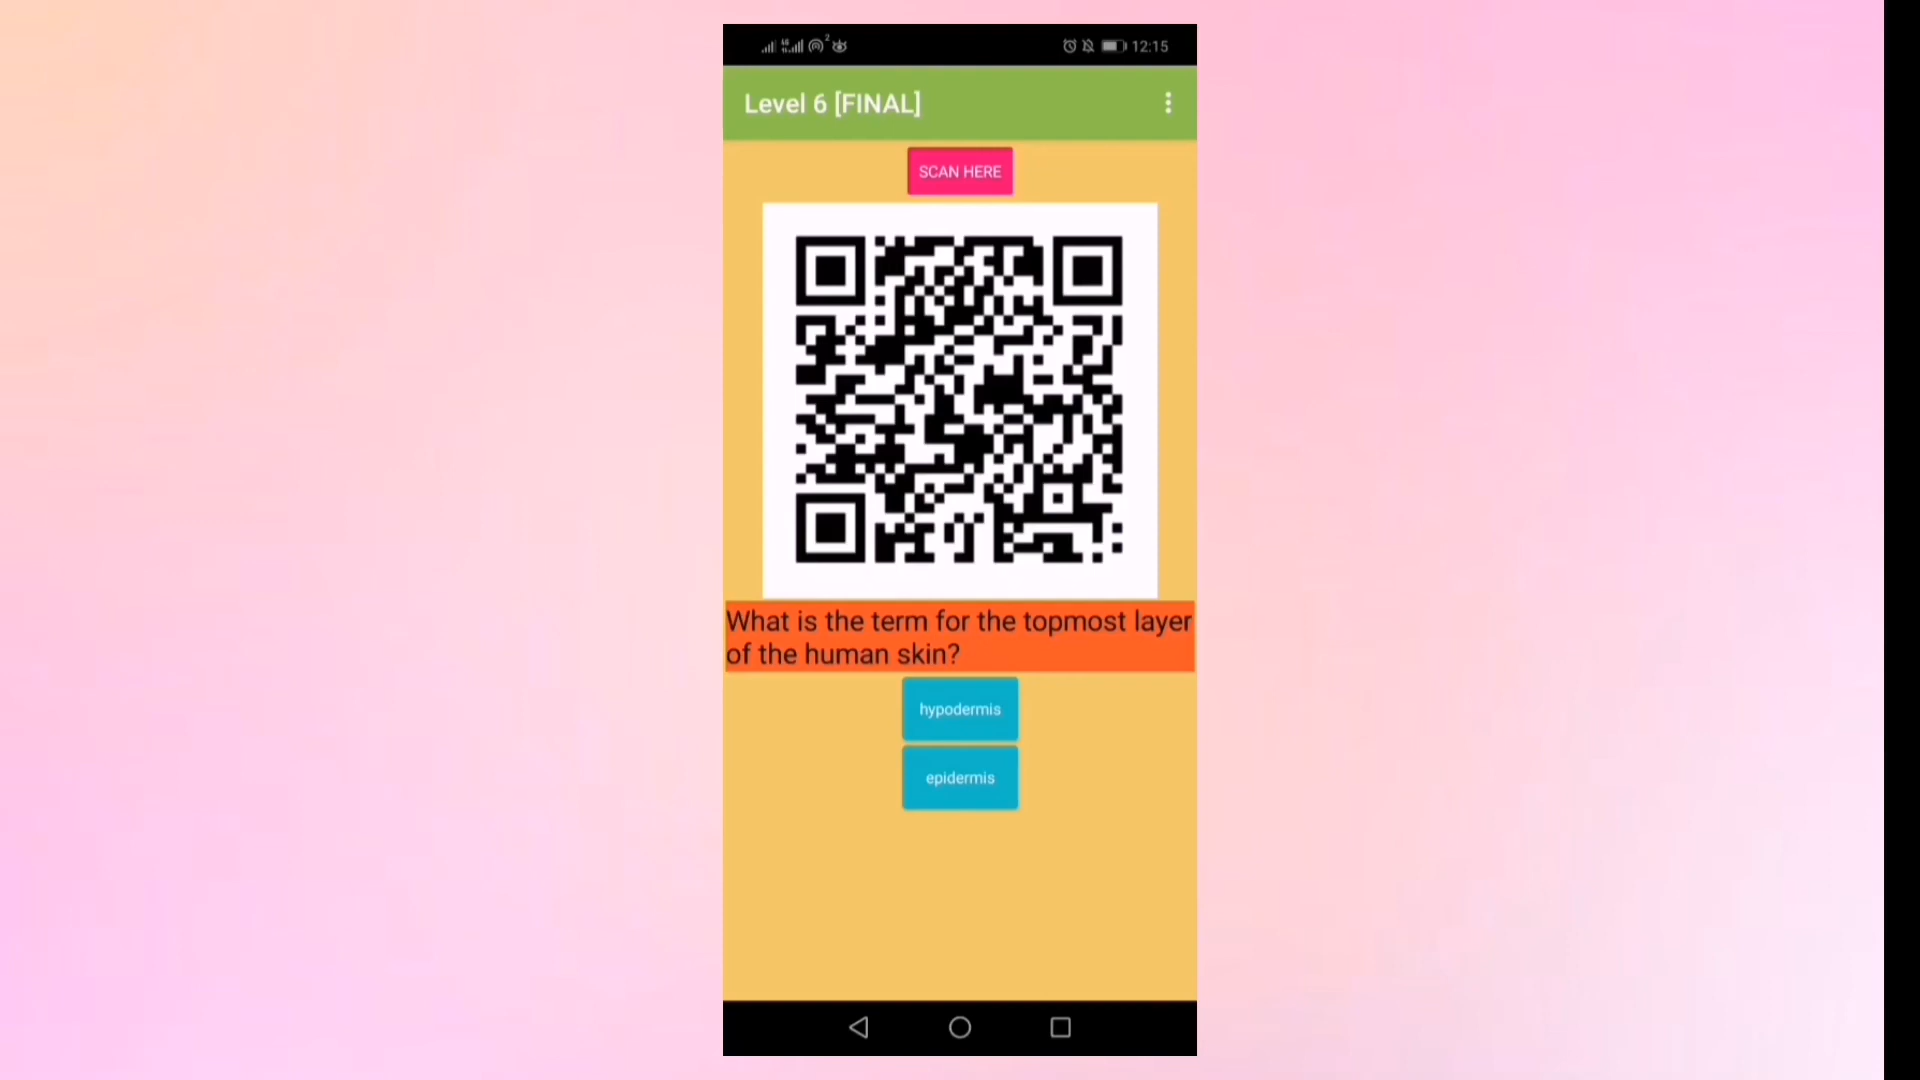 12:15
Level 6 [FINAL]
SCAN HERE
What is the term for the topmost layer
of the human skin?
hypodermis
epidermis